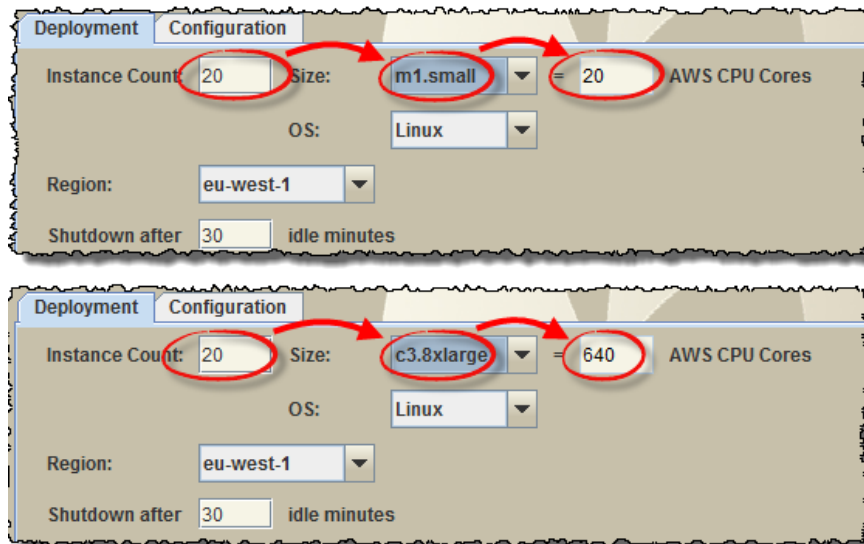 Deployment Configuration
Instance Count: 20 Size: m1.small = 20 AWS CPU Cores
OS: Linux
Region: eu-west-1
Shutdown after 30 idle minutes
Deployment Configuration
Instance Count: 20 Size: c3.8xlarge = 640 AWS CPU Cores
OS: Linux
Region: eu-west-1
Shutdown after 30 idle minutes